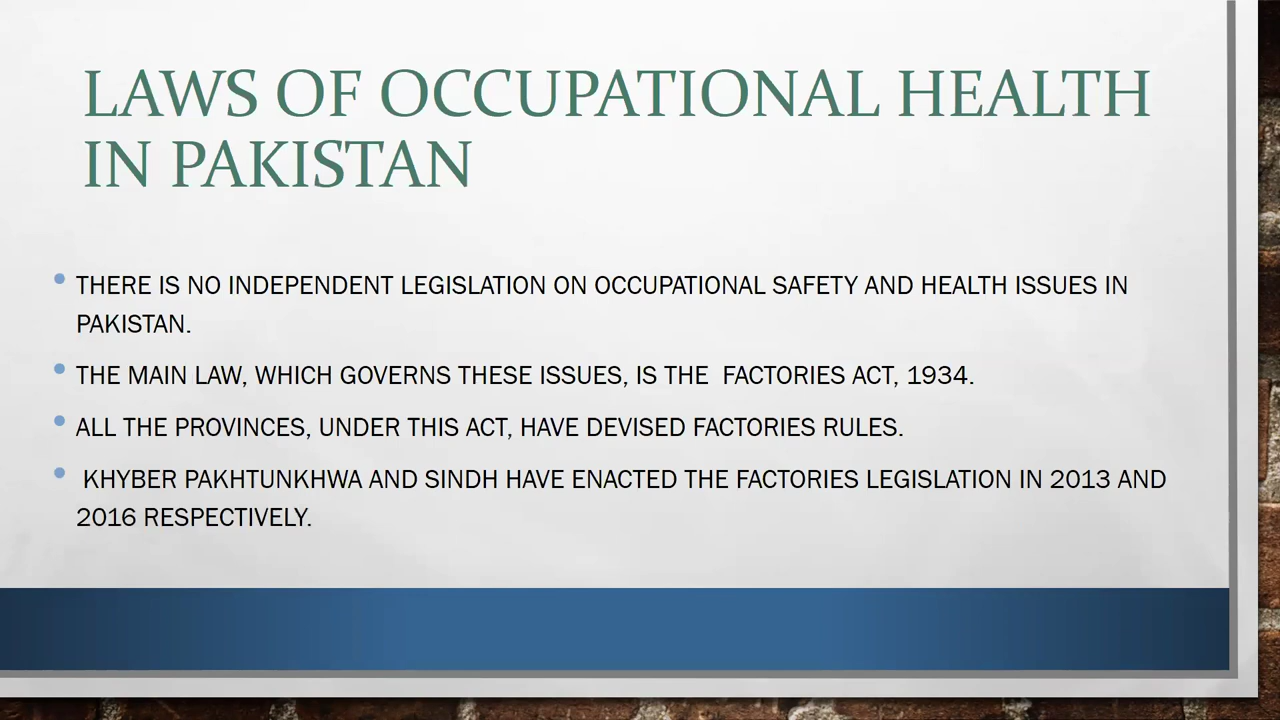 LAWS OF OCCUPATIONAL HEALTH
IN PAKISTAN
• THERE IS NO INDEPENDENT LEGISLATION ON OCCUPATIONAL SAFETY AND HEALTH ISSUES IN
PAKISTAN.
• THE MAIN LAW, WHICH GOVERNS THESE ISSUES, IS THE  FACTORIES ACT, 1934.
• ALL THE PROVINCES, UNDER THIS ACT, HAVE DEVISED FACTORIES RULES.
• KHYBER PAKHTUNKHWA AND SINDH HAVE ENACTED THE FACTORIES LEGISLATION IN 2013 AND
2016 RESPECTIVELY.